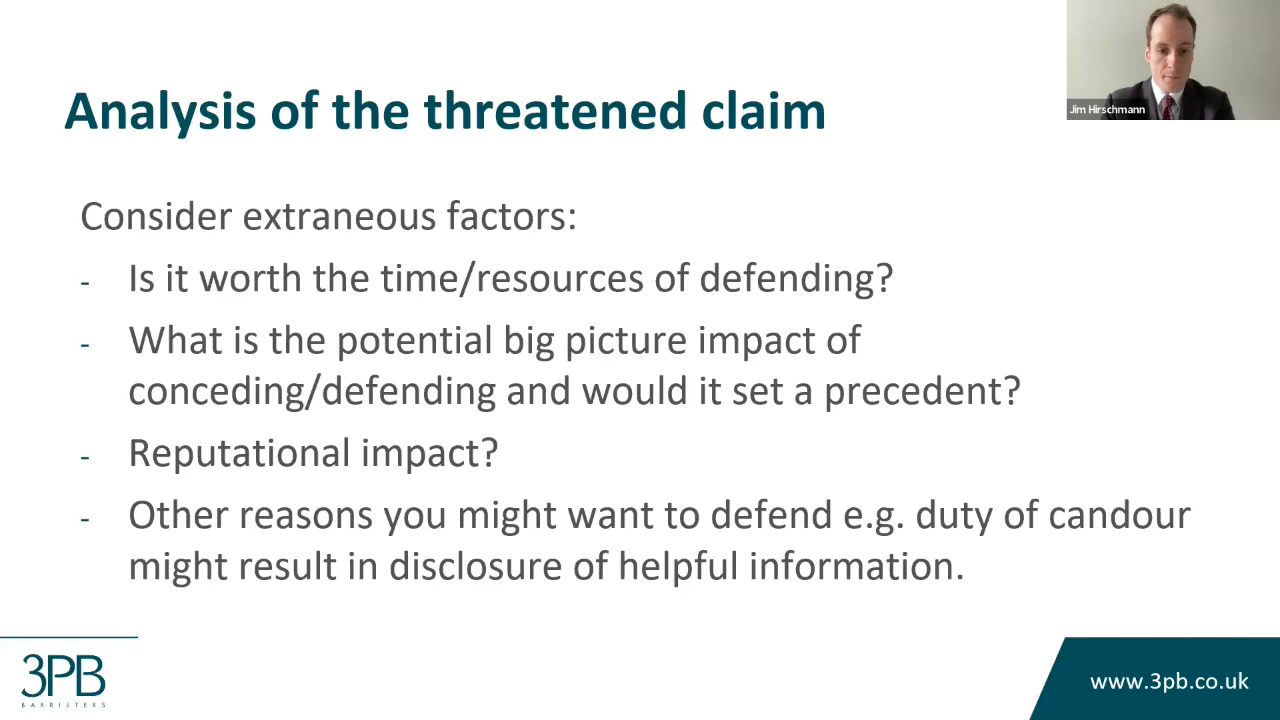 Jim Hirschmann
Analysis of the threatened claim
Consider extraneous factors:
- Is it worth the time/resources of defending?
- What is the potential big picture impact of
conceding/defending and would it set a precedent?
- Reputational impact?
- Other reasons you might want to defend e.g. duty of candour
might result in disclosure of helpful information.
3PB
BARRISTERS
www.3pb.co.uk